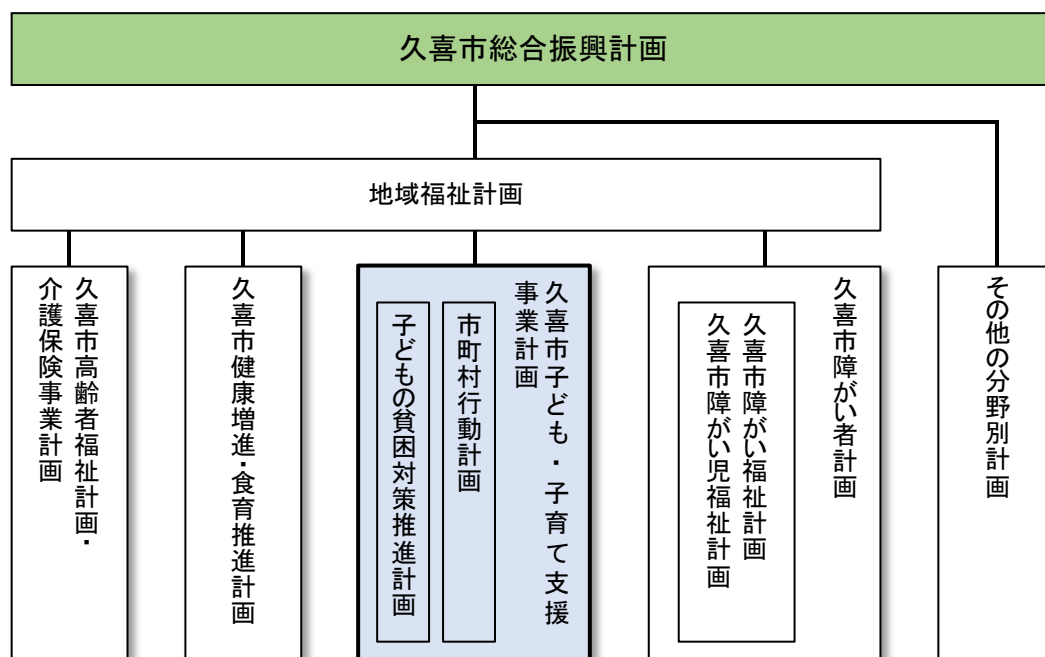 久喜市総合振興計画
地域福祉計画
久喜市高齢者福祉計画・
介護保険事業計画
久喜市健康増進・食育推進計画
久喜市子ども・子育て支援
事業計画
市町村行動計画
子どもの貧困対策推進計画
久喜市障がい者計画
久喜市障がい福祉計画
久喜市障がい児福祉計画
その他の分野別計画